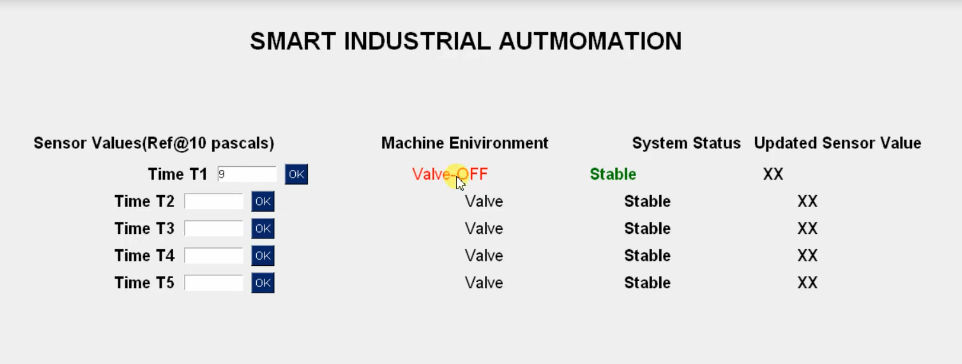 SMART INDUSTRIAL AUTMOMATION
Sensor Values(Ref@10 pascals) Machine Enivironment System Status Updated Sensor Value
Time T1 9 OK Valve-OFF Stable XX
Time T2 OK Valve Stable XX
Time T3 OK Valve Stable XX
Time T4 OK Valve Stable XX
Time T5 OK Valve Stable XX